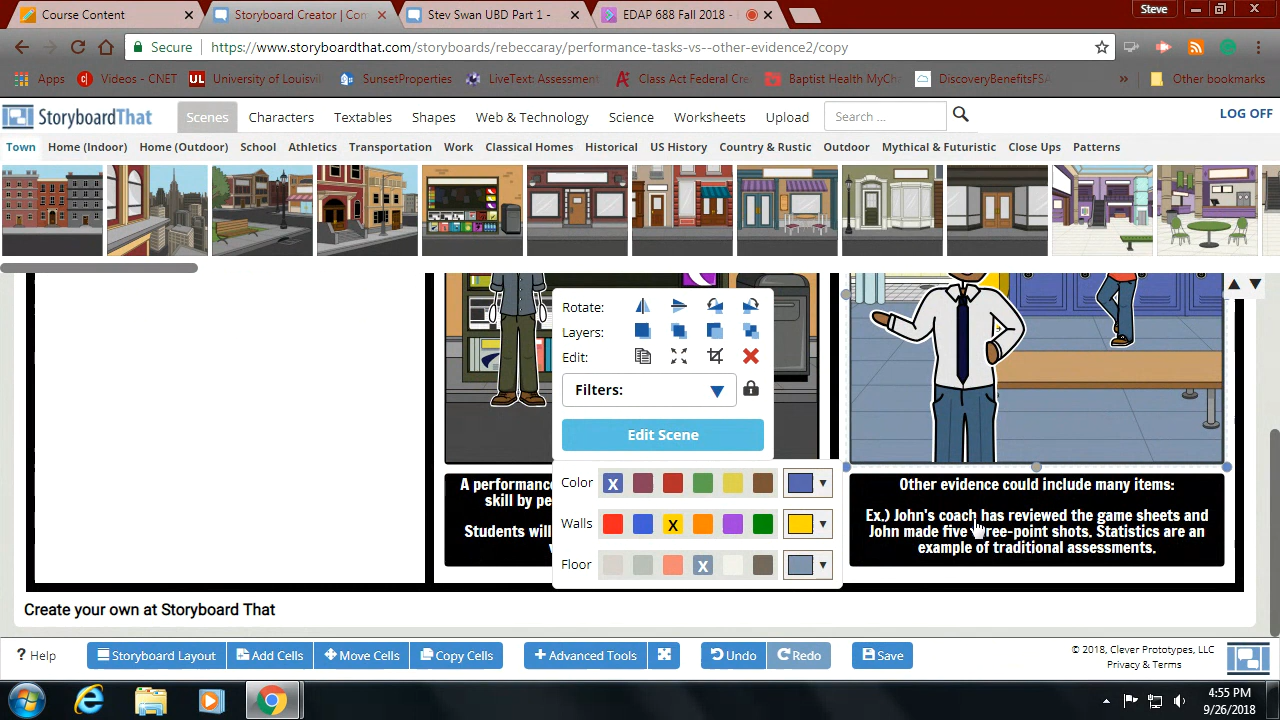 Course Content
Storyboard Creator | Com
Stev Swan UBD Part 1
EDAP 688 Fall 2018 -
Steve
Secure
https://www.storyboardthat.com/storyboards/rebeccaray/performance-tasks-vs--other-evidence2/copy
Apps
Videos - CNET
University of Louisvil
SunsetProperties
LiveText: Assessment
Class Act Federal Cre
Baptist Health MyCh
DiscoveryBenefitsFSA
Other bookmarks
StoryboardThat
Scenes
Characters
Textables
Shapes
Web & Technology
Science
Worksheets
Upload
Search ...
LOG OFF
Town
Home (Indoor)
Home (Outdoor)
School
Athletics
Transportation
Work
Classical Homes
Historical
US History
Country & Rustic
Outdoor
Mythical & Futuristic
Close Ups
Patterns
Rotate:
Layers:
Edit:
Filters:
Edit Scene
Color
X
Walls
X
Floor
X
A performanc
skill by pe
Students will
Other evidence could include many items:
Ex.) John's coach has reviewed the game sheets and
John made five three-point shots. Statistics are an
example of traditional assessments.
Create your own at Storyboard That
? Help
Storyboard Layout
Add Cells
Move Cells
Copy Cells
Advanced Tools
Undo
Redo
Save
© 2018, Clever Prototypes, LLC
Privacy & Terms
4:55 PM
9/26/2018